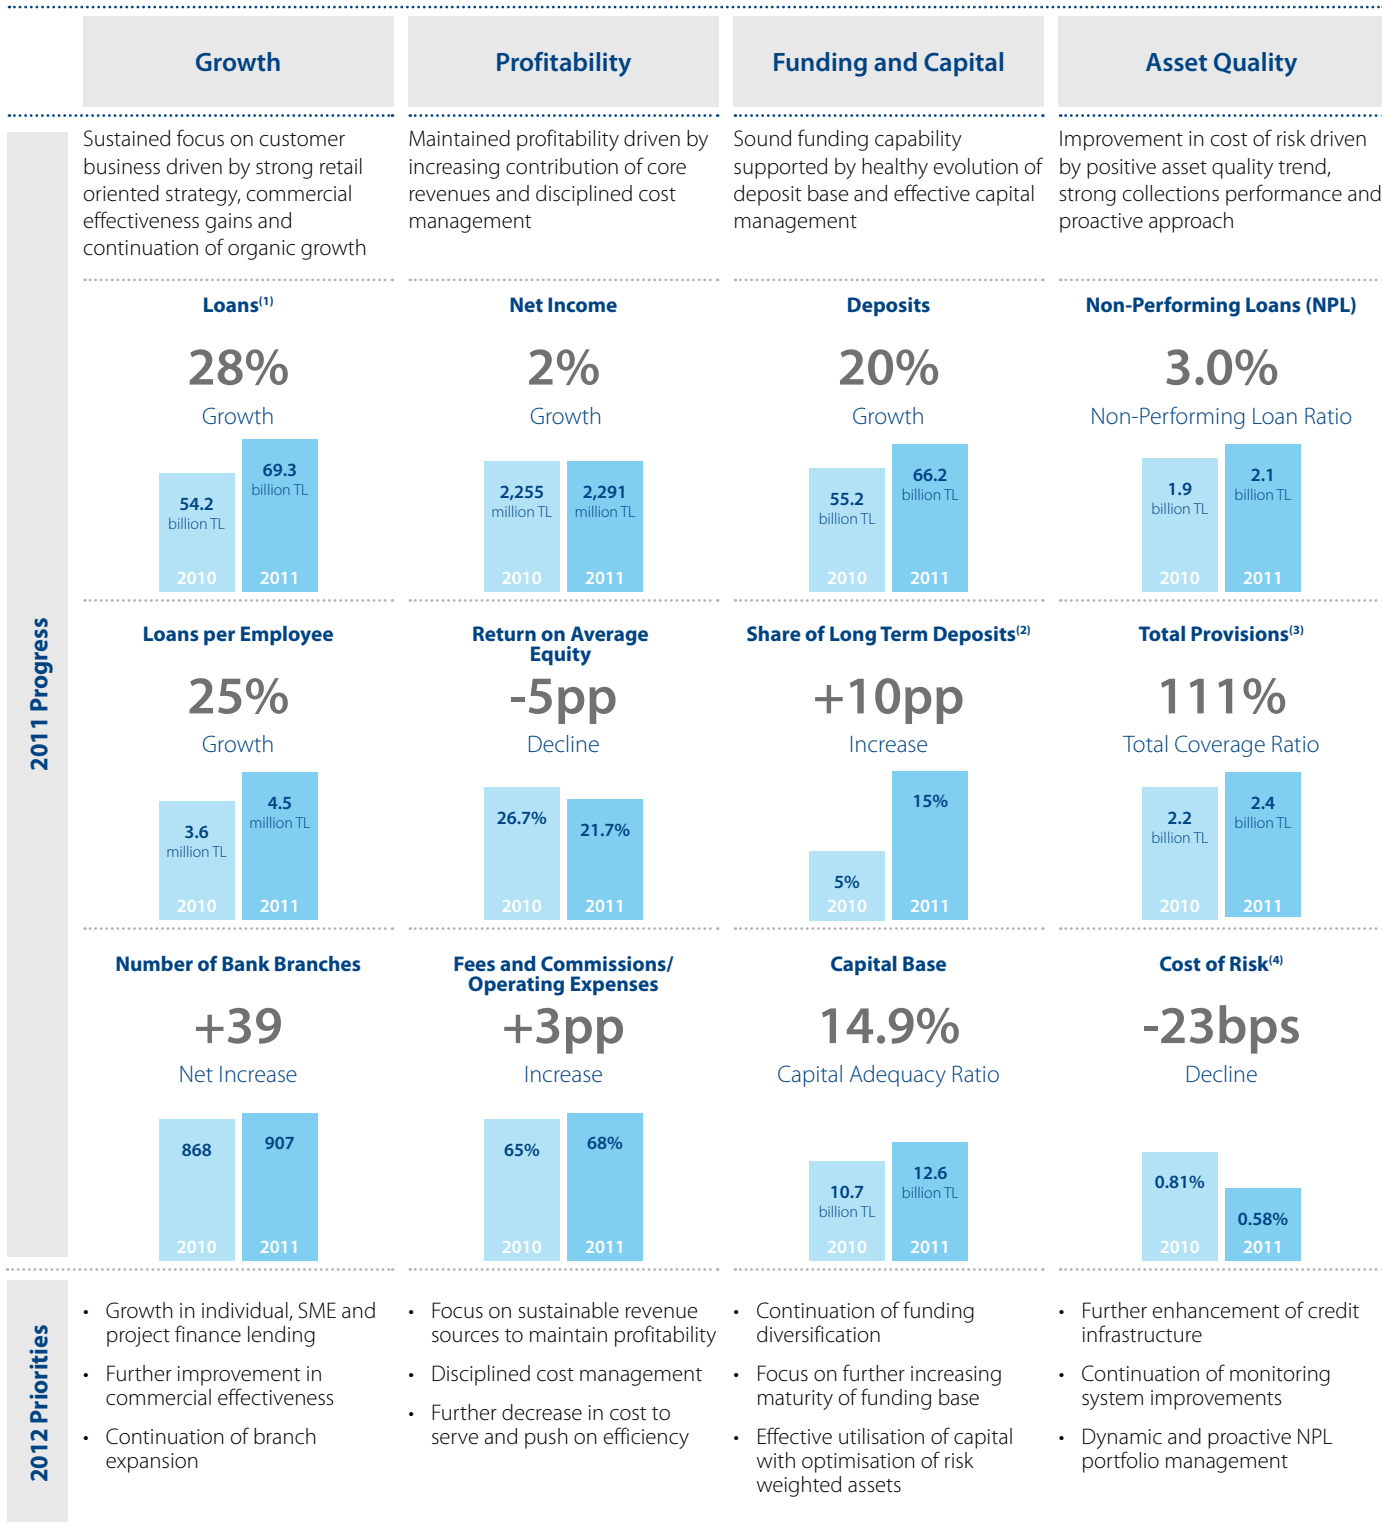 Growth
Profitability
Funding and Capital
Asset Quality
2011 Progress
Sustained focus on customer
business driven by strong retail
oriented strategy, commercial
effectiveness gains and
continuation of organic growth
Maintained profitability driven by
increasing contribution of core
revenues and disciplined cost
management
Sound funding capability
supported by healthy evolution of
deposit base and effective capital
management
Improvement in cost of risk driven
by positive asset quality trend,
strong collections performance and
proactive approach
Loans(1)
28%
Growth
54.2
billion TL
2010
69.3
billion TL
2011
Net Income
2%
Growth
2,255
million TL
2010
2,291
million TL
2011
Deposits
20%
Growth
55.2
billion TL
2010
66.2
billion TL
2011
Non-Performing Loans (NPL)
3.0%
Non-Performing Loan Ratio
1.9
billion TL
2010
2.1
billion TL
2011
Loans per Employee
25%
Growth
3.6
million TL
2010
4.5
million TL
2011
Return on Average
Equity
-5pp
Decline
26.7%
2010
21.7%
2011
Share of Long Term Deposits(2)
+10pp
Increase
5%
2010
15%
2011
Total Provisions(3)
111%
Total Coverage Ratio
2.2
billion TL
2010
2.4
billion TL
2011
Number of Bank Branches
+39
Net Increase
868
2010
907
2011
Fees and Commissions/
Operating Expenses
+3pp
Increase
65%
2010
68%
2011
Capital Base
14.9%
Capital Adequacy Ratio
10.7
billion TL
2010
12.6
billion TL
2011
Cost of Risk(4)
-23bps
Decline
0.81%
2010
0.58%
2011
2012 Priorities
• Growth in individual, SME and
project finance lending
• Further improvement in
commercial effectiveness
• Continuation of branch
expansion
• Focus on sustainable revenue
sources to maintain profitability
• Disciplined cost management
• Further decrease in cost to
serve and push on efficiency
• Continuation of funding
diversification
• Focus on further increasing
maturity of funding base
• Effective utilisation of capital
with optimisation of risk
weighted assets
• Further enhancement of credit
infrastructure
• Continuation of monitoring
system improvements
• Dynamic and proactive NPL
portfolio management